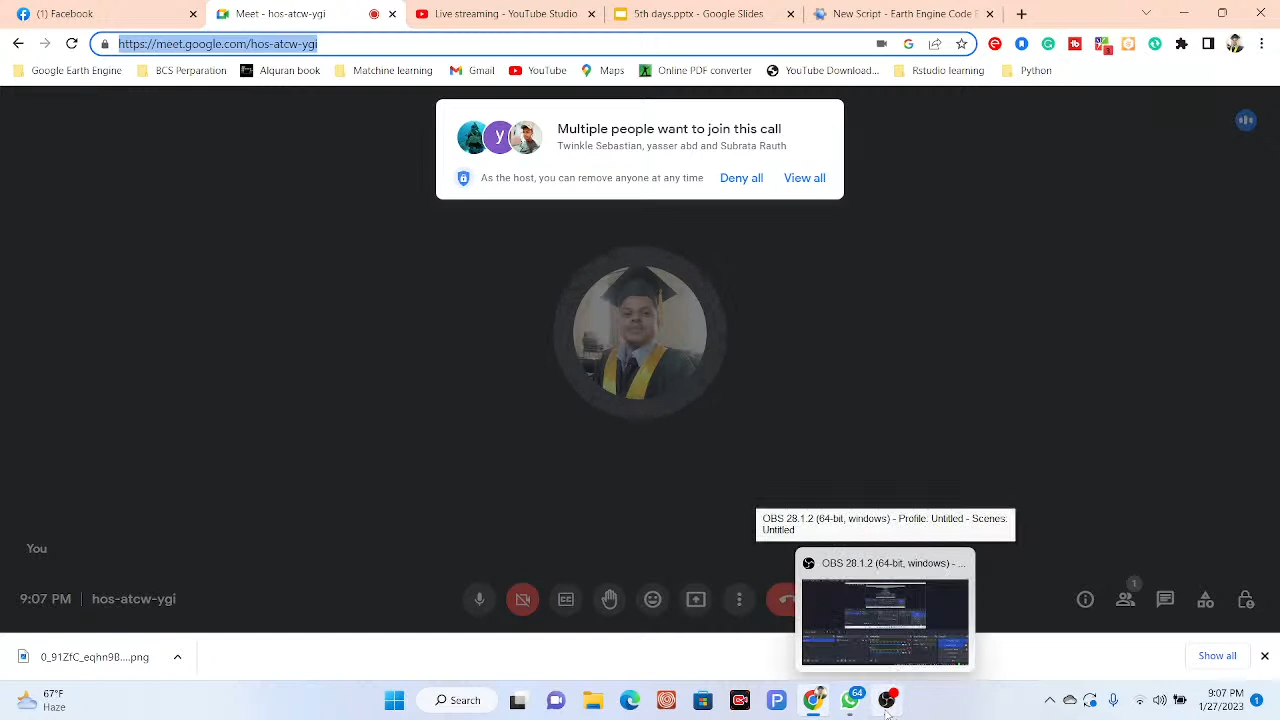 (1) Facebook
Meet - hos-atcw-ygi
Live streaming - YouTube Studio
5th days.pptx - Google Slides
New Script - Earth Engine Code E
https://meet.google.com/hos-atcw-ygi
Google Earth Engine
BCS Preparttion
Alquran Book
Matchine learning
Gmail
YouTube
Maps
Online PDF converter
YouTube Download...
Rstudio learning
Python
Multiple people want to join this call
Twinkle Sebastian, yasser abd and Subrata Rauth
As the host, you can remove anyone at any time
Deny all
View all
y
OBS 28.1.2 (64-bit, windows) - Profile: Untitled - Scenes:
Untitled
OBS 28.1.2 (64-bit, windows) - ...
You
:07 PM
hos-atcw-y
1
Show all
67°F
Haze
Search
64
9:07 PM
1/27/2023
1